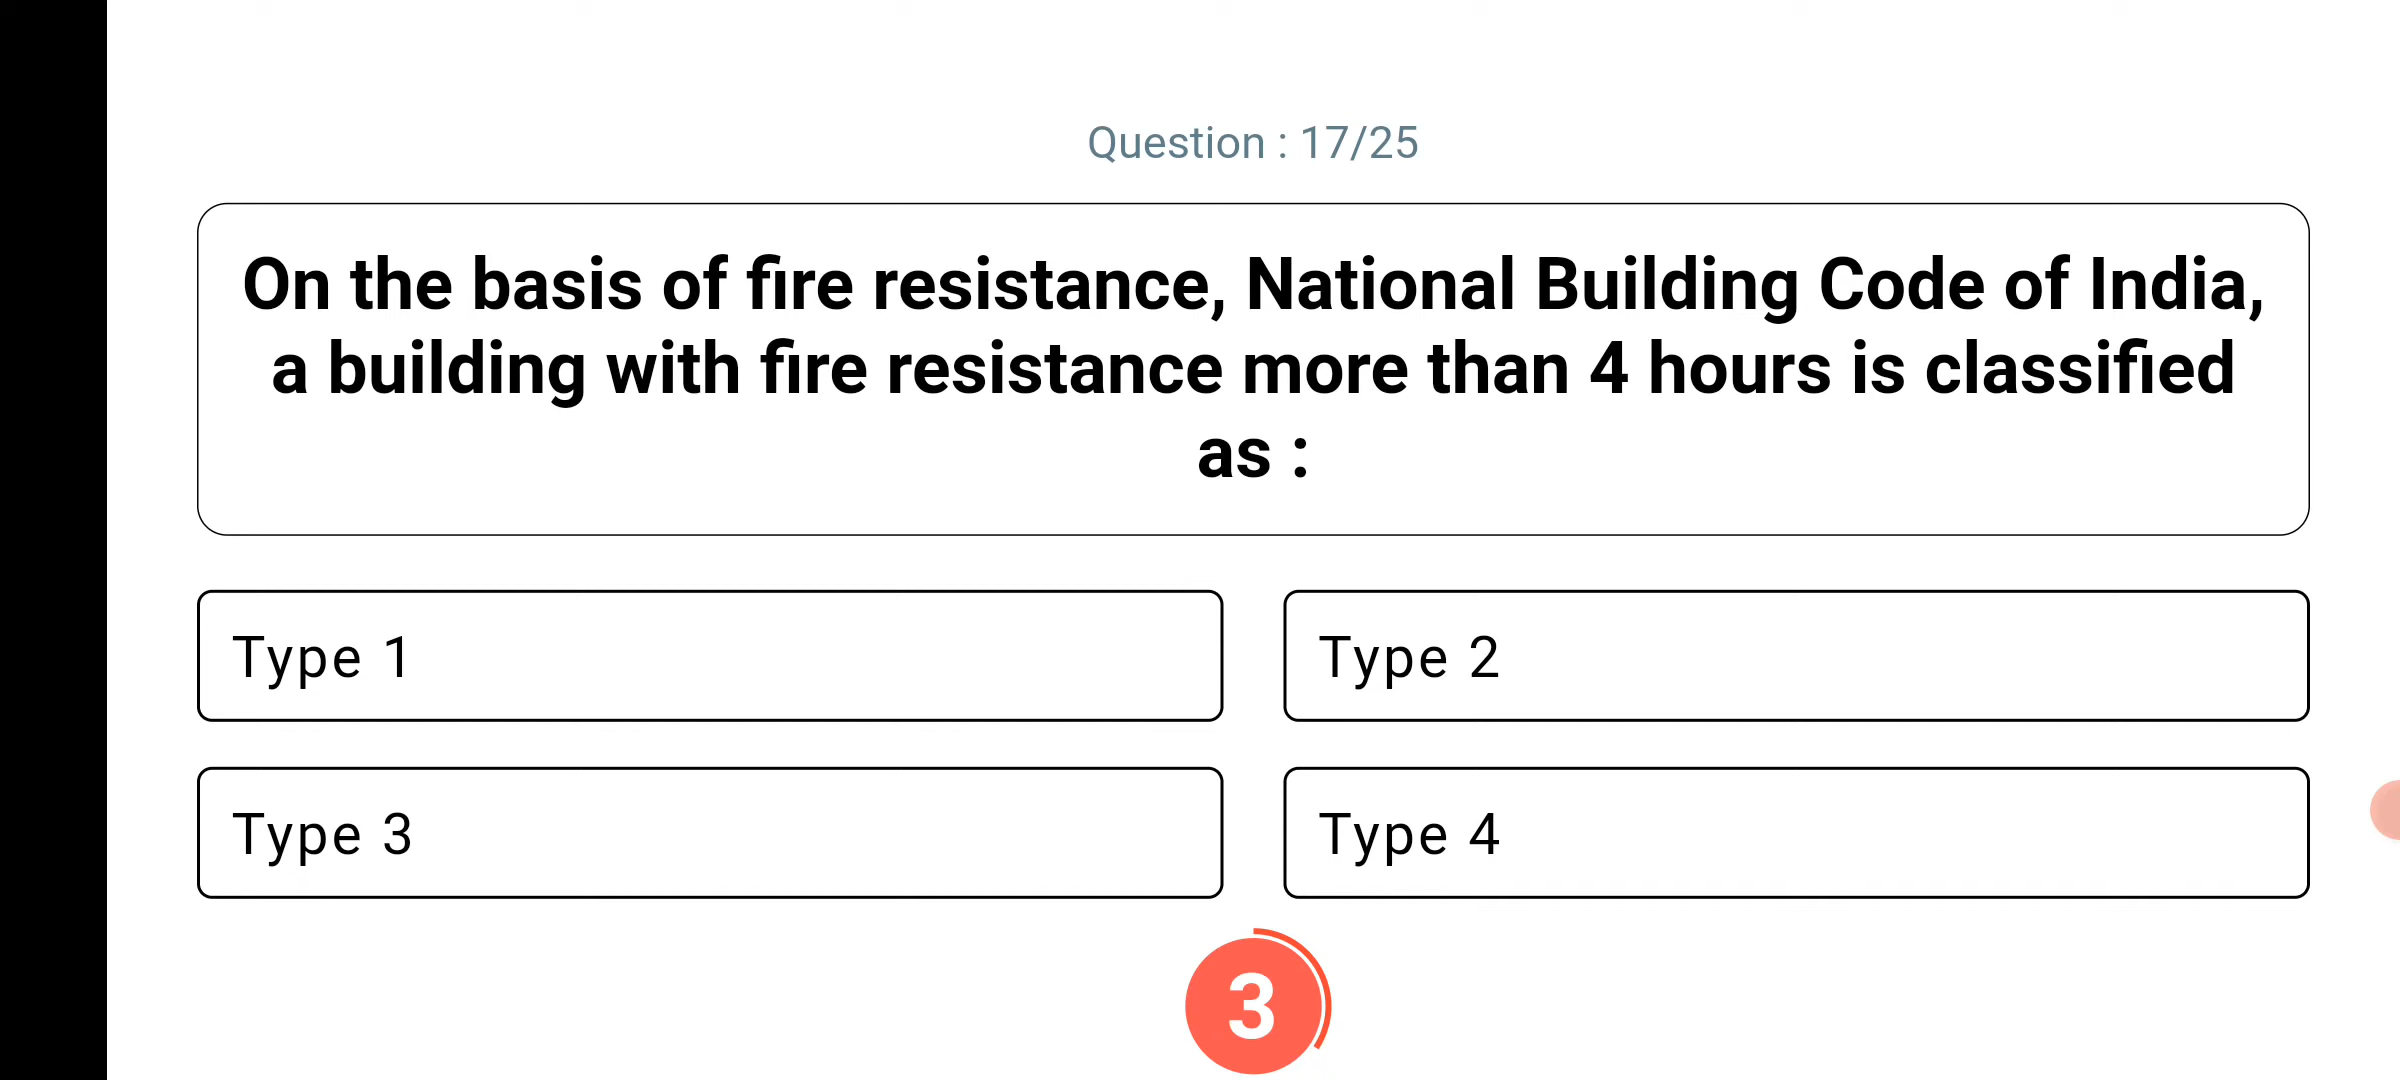 Question : 17/25
On the basis of fire resistance, National Building Code of India,
a building with fire resistance more than 4 hours is classified
as :
Type 1
Type 2
Type 3
Type 4
3